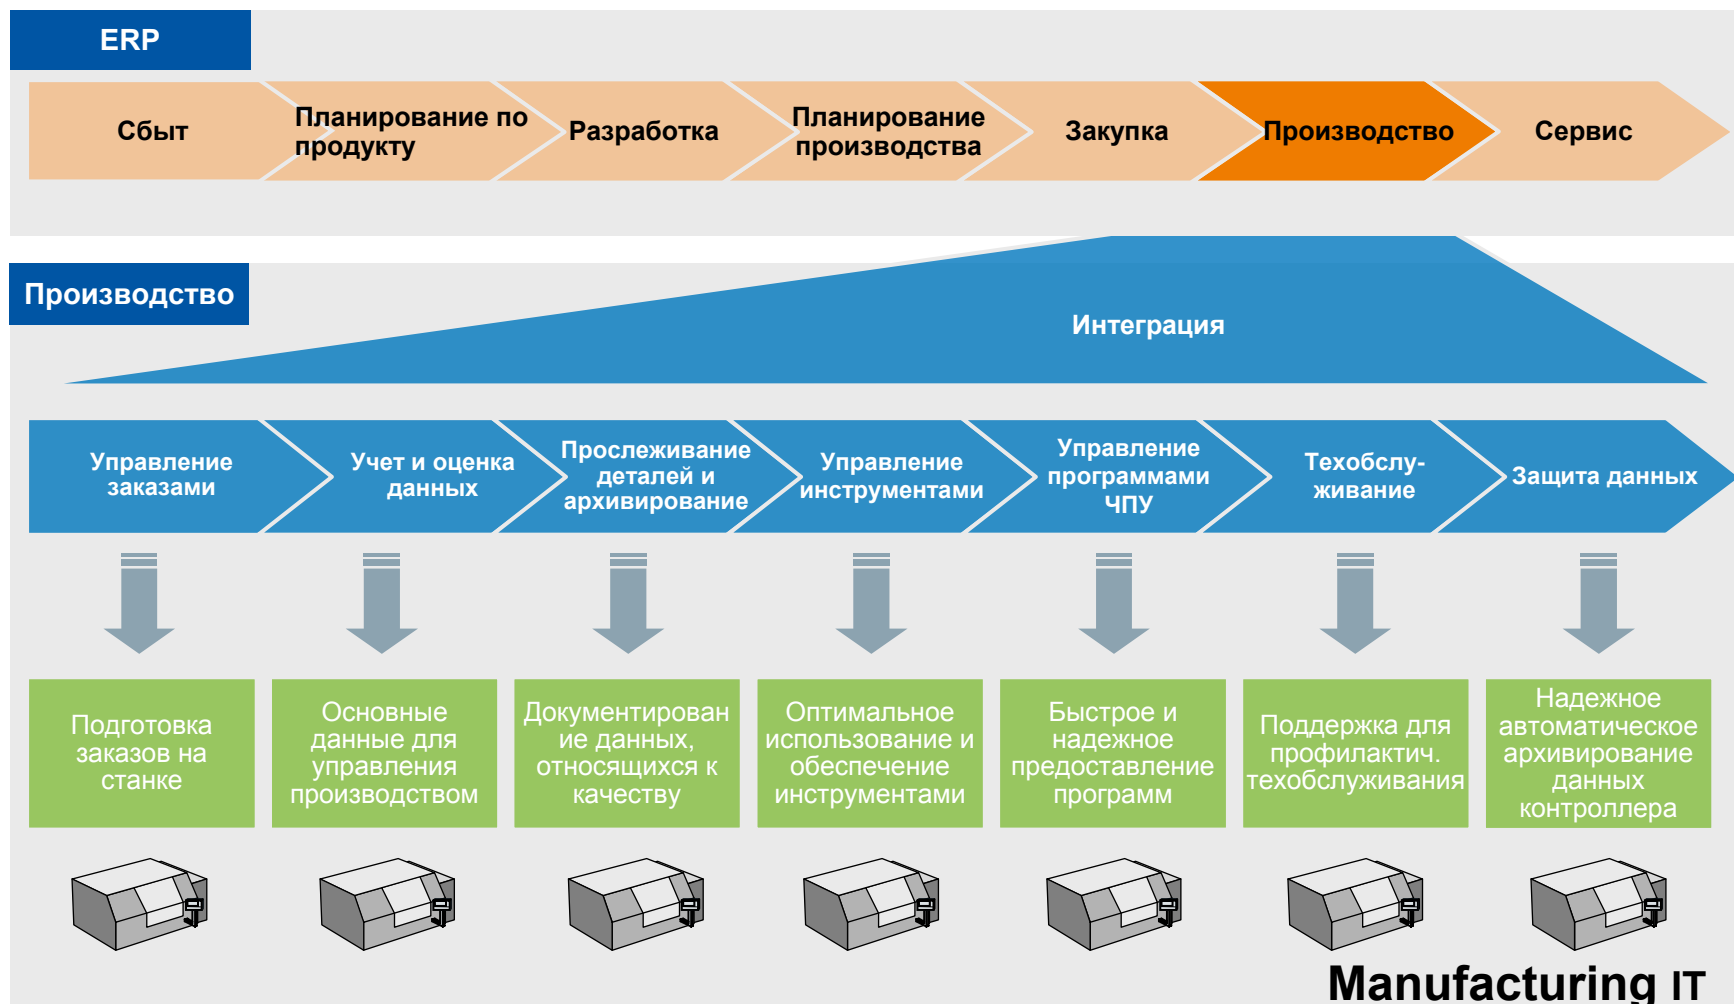 ERP
Сбыт
Планирование по
продукту
Разработка
Планирование
производства
Закупка
Производство
Сервис
Производство
Интеграция
Управление
заказами
Учет и оценка
данных
Прослеживание
деталей и
архивирование
Управление
инструментами
Управление
программами
ЧПУ
Техобслу-
живание
Защита данных
Подготовка
заказов на
станке
Основные
данные для
управления
производством
Документирован
ие данных,
относящихся к
качеству
Оптимальное
использование и
обеспечение
инструментами
Быстрое и
надежное
предоставление
программ
Поддержка для
профилактич.
техобслуживания
Надежное
автоматическое
архивирование
данных
контроллера
Manufacturing IT